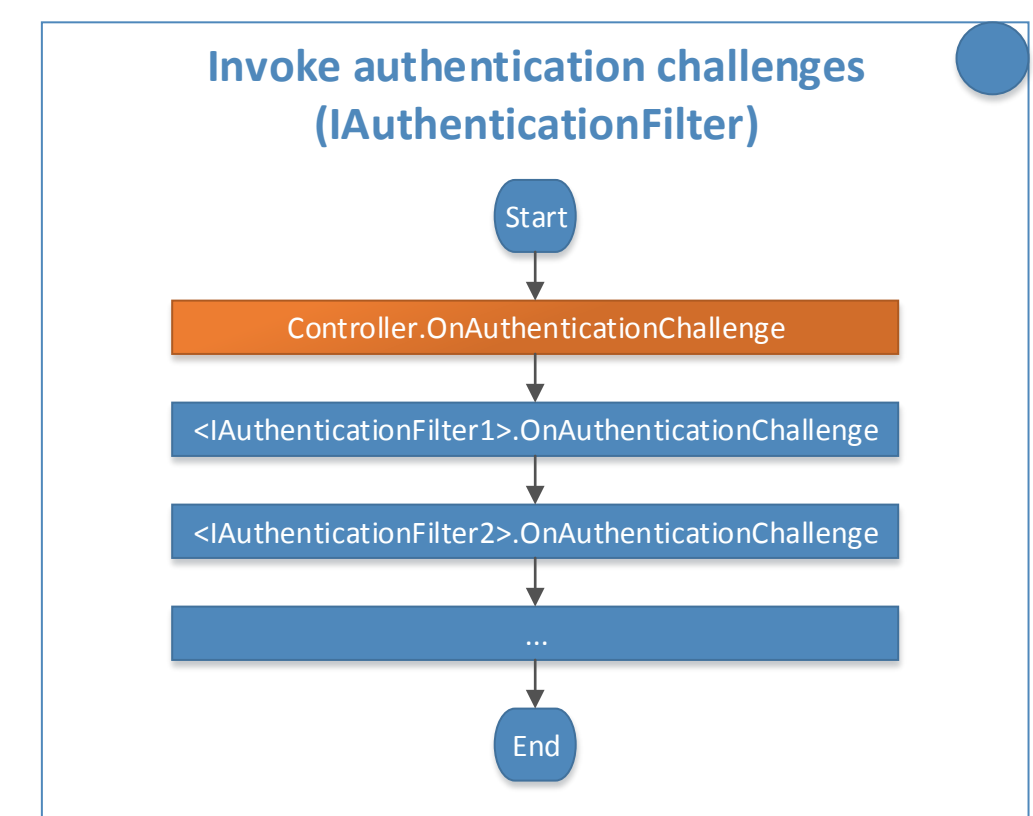 Invoke authentication challenges
(IAuthenticationFilter)
Start
Controller.OnAuthenticationChallenge
<IAuthenticationFilter1>.OnAuthenticationChallenge
<IAuthenticationFilter2>.OnAuthenticationChallenge
...
End